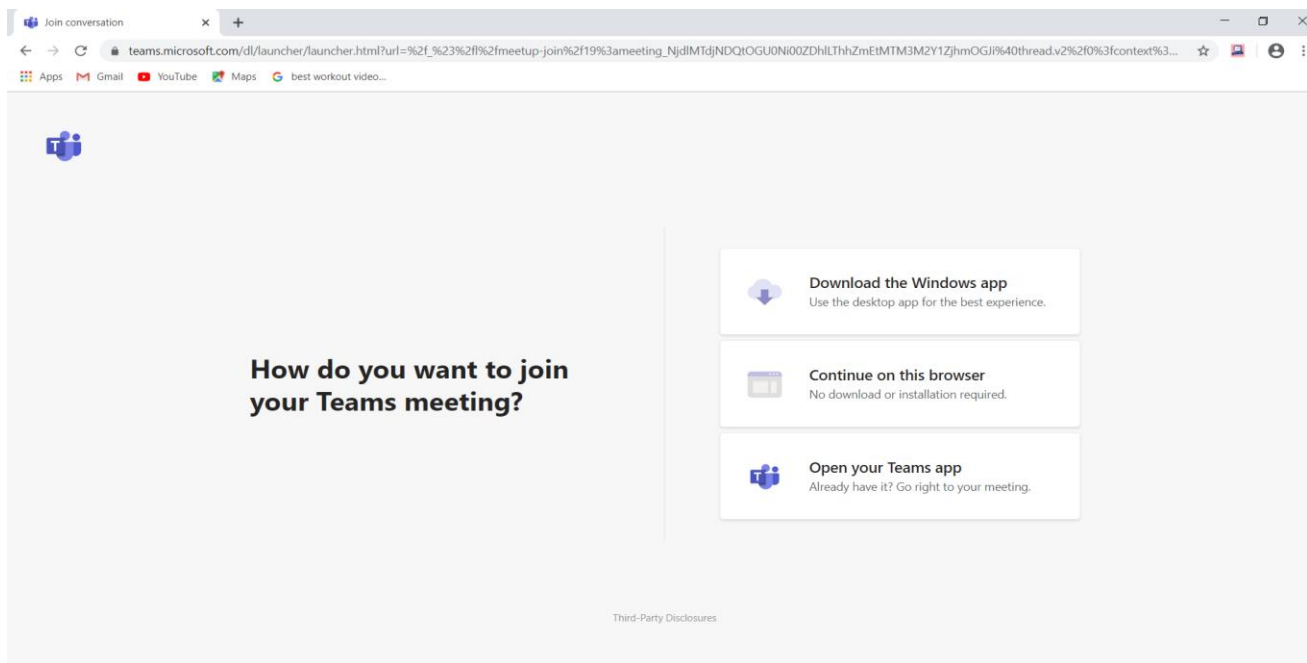 Join conversation
teams.microsoft.com/dl/launcher/launcher.html?url=%2f_%23%2fl%2fmeetup-join%2f19%3ameeting_NjdlMTdjNDQtOGU0Ni00ZDhlLThhZmEtMTM3M2Y1ZjhmOGJi%40thread.v2%2f0%3fcontext%3...
Apps Gmail YouTube Maps best workout video...
How do you want to join
your Teams meeting?
Download the Windows app
Use the desktop app for the best experience.
Continue on this browser
No download or installation required.
Open your Teams app
Already have it? Go right to your meeting.
Third-Party Disclosures